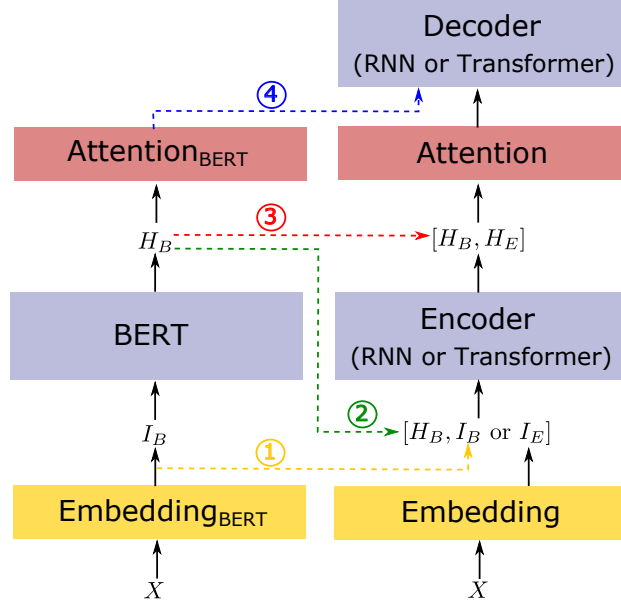 Decoder
(RNN or Transformer)
④
Attention_BERT
Attention
③
H_B
[H_B, H_E]
BERT
Encoder
(RNN or Transformer)
②
I_B
[H_B, I_B or I_E]
①
Embedding_BERT
Embedding
X
X